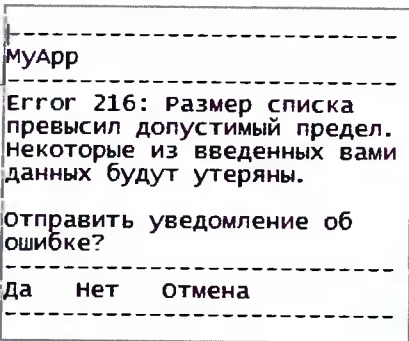 MyApp
Error 216: Размер списка
превысил допустимый предел.
Некоторые из введенных вами
данных будут утеряны.
Отправить уведомление об
ошибке?
Да Нет Отмена